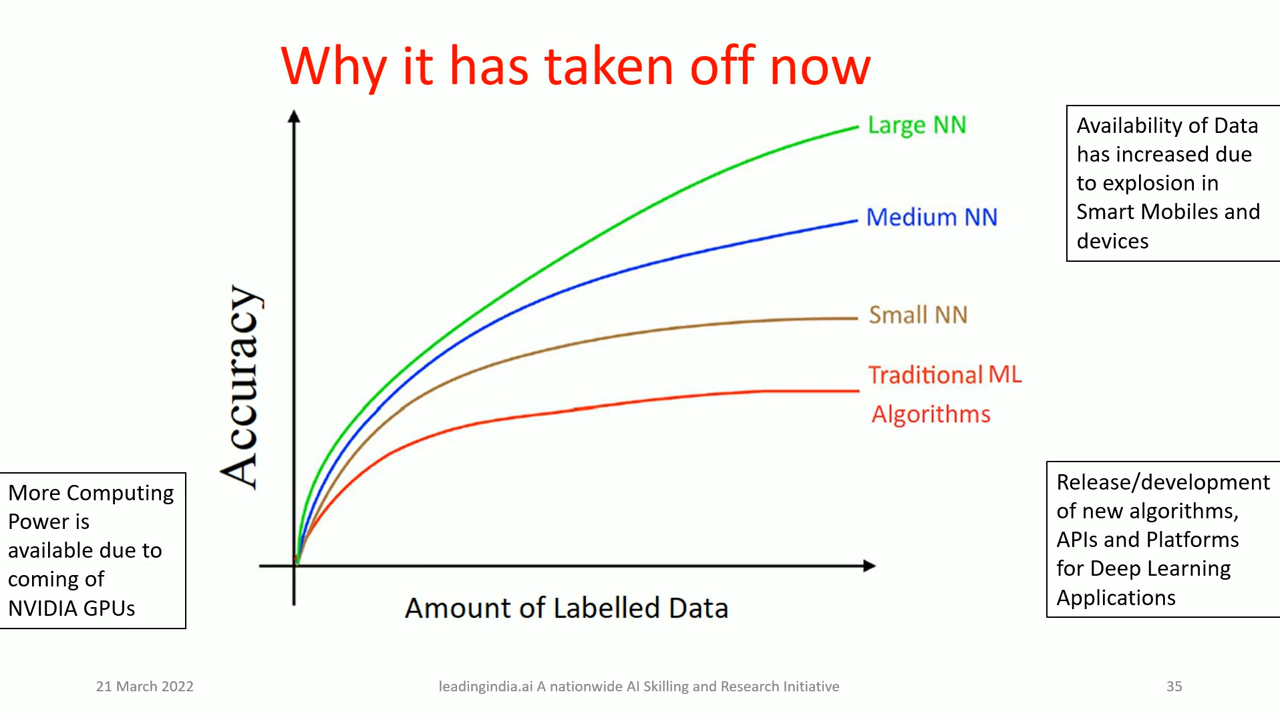 Why it has taken off now
Large NN
Medium NN
Small NN
Traditional ML
Algorithms
Accuracy
Amount of Labelled Data
Availability of Data
has increased due
to explosion in
Smart Mobiles and
devices
More Computing
Power is
available due to
coming of
NVIDIA GPUs
Release/development
of new algorithms,
APIs and Platforms
for Deep Learning
Applications
21 March 2022
leadingindia.ai A nationwide AI Skilling and Research Initiative
35